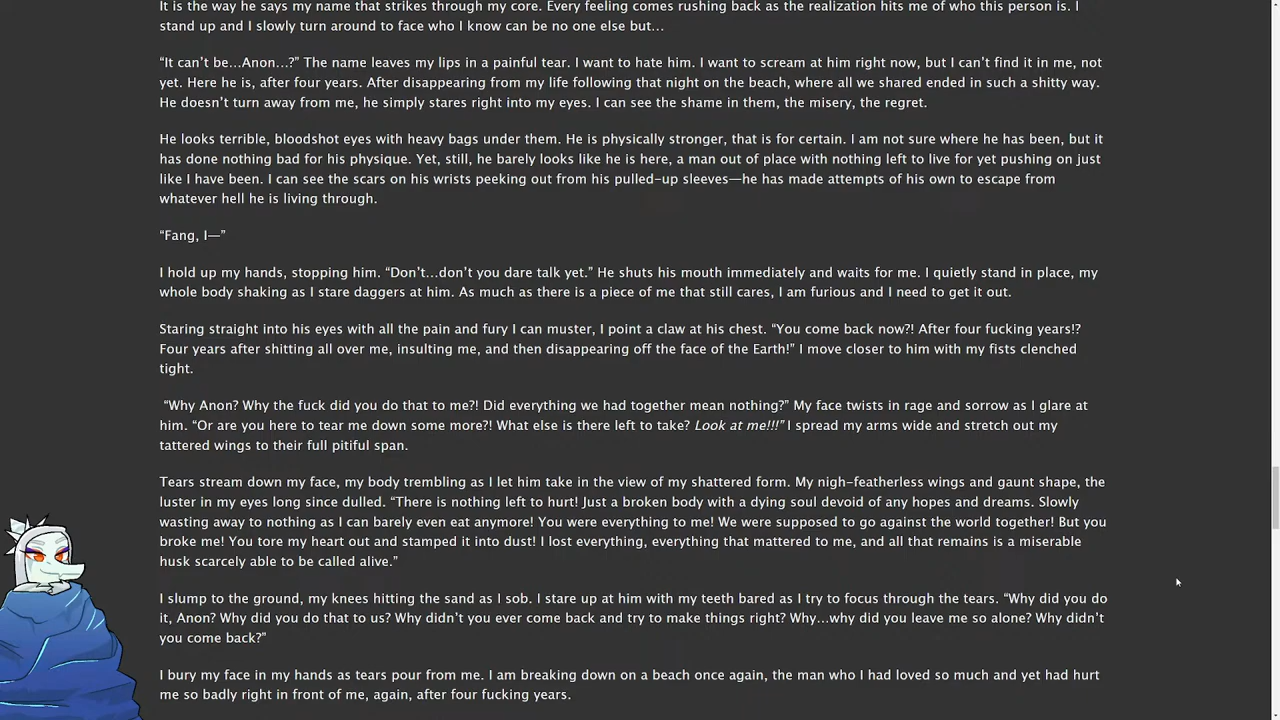 It is the way he says my name that strikes through my core. Every feeling comes rushing back as the realization hits me of who this person is. I
stand up and I slowly turn around to face who I know can be no one else but…
“It can’t be…Anon…?” The name leaves my lips in a painful tear. I want to hate him. I want to scream at him right now, but I can’t find it in me, not
yet. Here he is, after four years. After disappearing from my life following that night on the beach, where all we shared ended in such a shitty way.
He doesn’t turn away from me, he simply stares right into my eyes. I can see the shame in them, the misery, the regret.
He looks terrible, bloodshot eyes with heavy bags under them. He is physically stronger, that is for certain. I am not sure where he has been, but it
has done nothing bad for his physique. Yet, still, he barely looks like he is here, a man out of place with nothing left to live for yet pushing on just
like I have been. I can see the scars on his wrists peeking out from his pulled-up sleeves—he has made attempts of his own to escape from
whatever hell he is living through.
“Fang, I—”
I hold up my hands, stopping him. “Don’t…don’t you dare talk yet.” He shuts his mouth immediately and waits for me. I quietly stand in place, my
whole body shaking as I stare daggers at him. As much as there is a piece of me that still cares, I am furious and I need to get it out.
Staring straight into his eyes with all the pain and fury I can muster, I point a claw at his chest. “You come back now?! After four fucking years!?
Four years after shitting all over me, insulting me, and then disappearing off the face of the Earth!” I move closer to him with my fists clenched
tight.
“Why Anon? Why the fuck did you do that to me?! Did everything we had together mean nothing?” My face twists in rage and sorrow as I glare at
him. “Or are you here to tear me down some more?! What else is there left to take? Look at me!!!” I spread my arms wide and stretch out my
tattered wings to their full pitiful span.
Tears stream down my face, my body trembling as I let him take in the view of my shattered form. My nigh-featherless wings and gaunt shape, the
luster in my eyes long since dulled. “There is nothing left to hurt! Just a broken body with a dying soul devoid of any hopes and dreams. Slowly
wasting away to nothing as I can barely even eat anymore! You were everything to me! We were supposed to go against the world together! But you
broke me! You tore my heart out and stamped it into dust! I lost everything, everything that mattered to me, and all that remains is a miserable
husk scarcely able to be called alive.”
I slump to the ground, my knees hitting the sand as I sob. I stare up at him with my teeth bared as I try to focus through the tears. “Why did you do
it, Anon? Why did you do that to us? Why didn’t you ever come back and try to make things right? Why…why did you leave me so alone? Why didn’t
you come back?”
I bury my face in my hands as tears pour from me. I am breaking down on a beach once again, the man who I had loved so much and yet had hurt
me so badly right in front of me, again, after four fucking years.